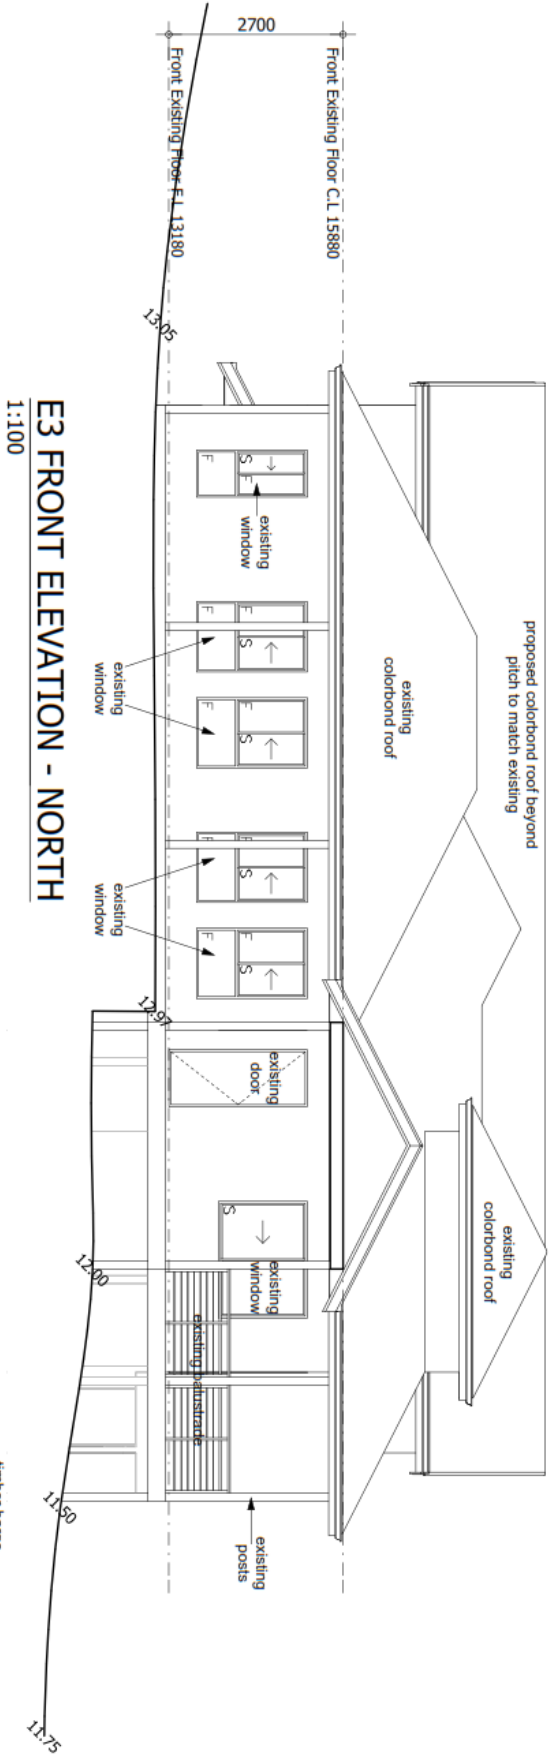 proposed colorbond roof beyond
pitch to match existing
existing
colorbond roof
existing
colorbond roof
Front Existing Floor C.L 15880
2700
Front Existing Floor F.L 13180
existing
window
S
F
F
F
S
F
F
S
F
F
S
F
F
S
F
existing
door
S
existing
window
existing balustrade
existing
posts
existing
window
existing
window
13.05
12.97
12.00
11.50
11.75
E3 FRONT ELEVATION - NORTH
1:100